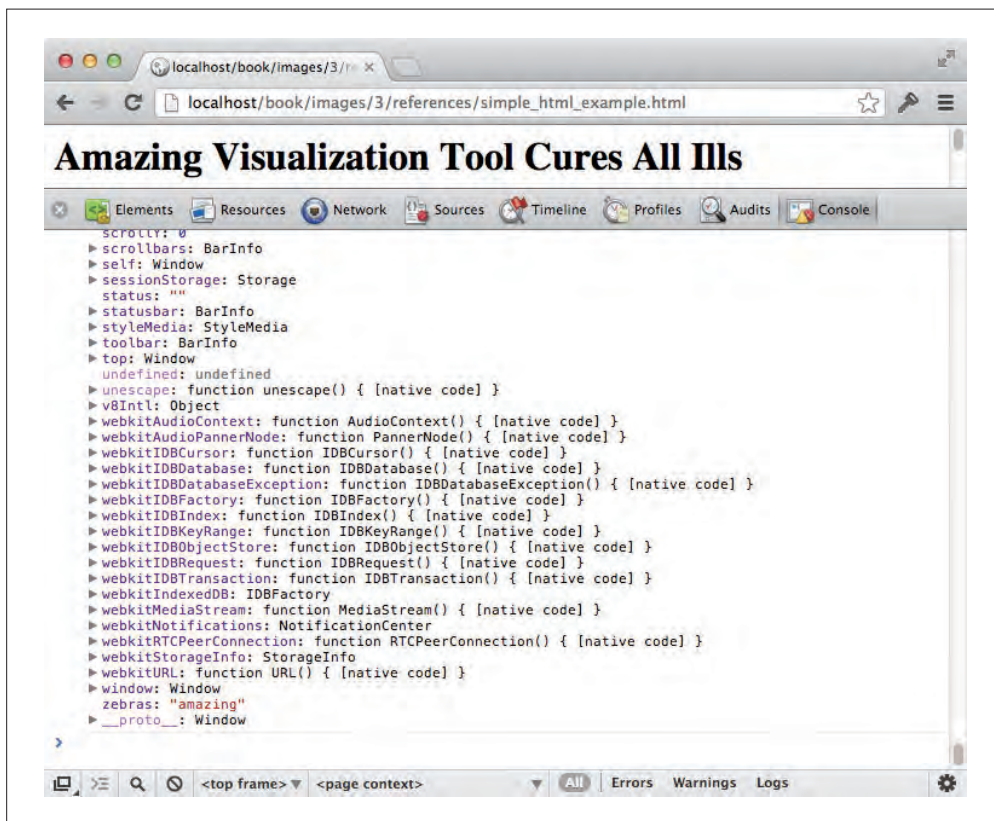 localhost/book/images/3/re
localhost/book/images/3/references/simple_html_example.html
Amazing Visualization Tool Cures All Ills
Elements Resources Network Sources Timeline Profiles Audits Console
scrollY: 0
▶ scrollbars: BarInfo
▶ self: Window
▶ sessionStorage: Storage
status: ""
▶ statusbar: BarInfo
▶ styleMedia: StyleMedia
▶ toolbar: BarInfo
▶ top: Window
undefined: undefined
▶ unescape: function unescape() { [native code] }
▶ v8Intl: Object
▶ webkitAudioContext: function AudioContext() { [native code] }
▶ webkitAudioPannerNode: function PannerNode() { [native code] }
▶ webkitIDBCursor: function IDBCursor() { [native code] }
▶ webkitIDBDatabase: function IDBDatabase() { [native code] }
▶ webkitIDBDatabaseException: function IDBDatabaseException() { [native code] }
▶ webkitIDBFactory: function IDBFactory() { [native code] }
▶ webkitIDBIndex: function IDBIndex() { [native code] }
▶ webkitIDBKeyRange: function IDBKeyRange() { [native code] }
▶ webkitIDBObjectStore: function IDBObjectStore() { [native code] }
▶ webkitIDBRequest: function IDBRequest() { [native code] }
▶ webkitIDBTransaction: function IDBTransaction() { [native code] }
▶ webkitIndexedDB: IDBFactory
▶ webkitMediaStream: function MediaStream() { [native code] }
▶ webkitNotifications: NotificationCenter
▶ webkitRTCPeerConnection: function RTCPeerConnection() { [native code] }
▶ webkitStorageInfo: StorageInfo
▶ webkitURL: function URL() { [native code] }
▶ window: Window
zebras: "amazing"
▶ __proto__: Window
>
<top frame> ▼ <page context> ▼ All Errors Warnings Logs